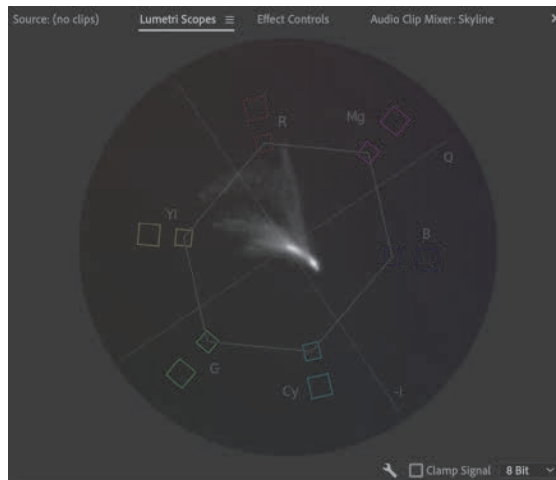 Source: (no clips) Lumetri Scopes Effect Controls Audio Clip Mixer: Skyline
R
Mg
Q
Yl
B
G
Cy
-I
Clamp Signal 8 Bit